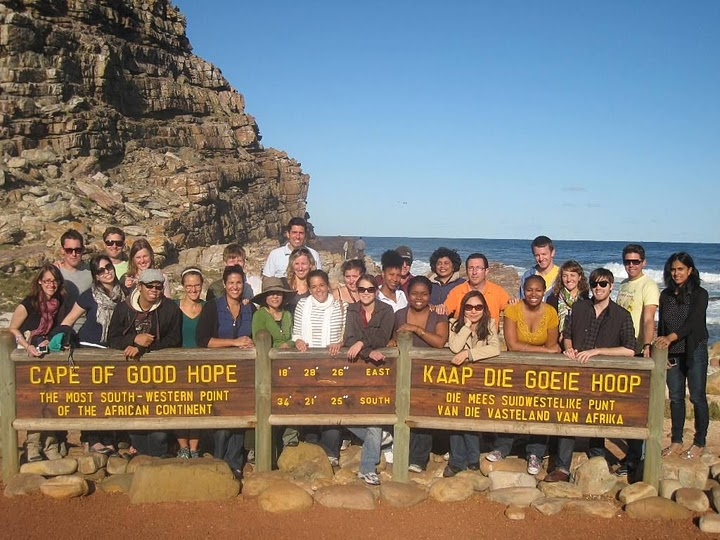 CAPE OF GOOD HOPE
THE MOST SOUTH-WESTERN POINT
OF THE AFRICAN CONTINENT
18° 28' 26" EAST
34° 21' 25" SOUTH
KAAP DIE GOEIE HOOP
DIE MEES SUIDWESTELIKE PUNT
VAN DIE VASTELAND VAN AFRIKA